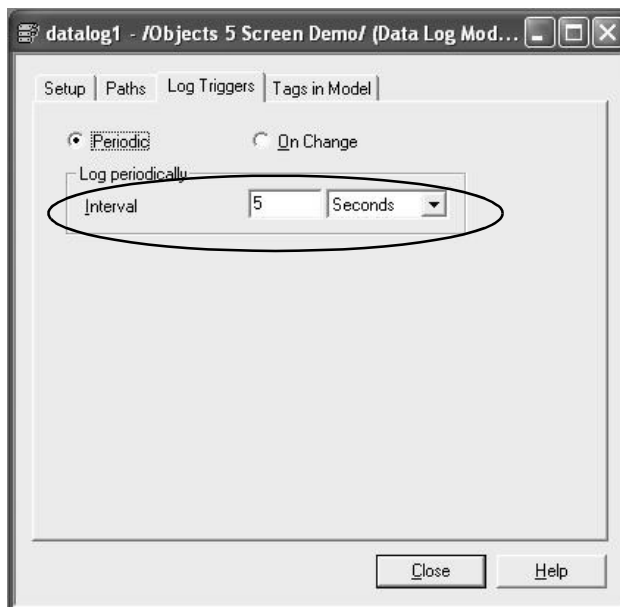 datalog1 - /Objects 5 Screen Demo/ (Data Log Mod...
Setup Paths Log Triggers Tags in Model
Periodic On Change
Log periodically
Interval 5 Seconds
Close Help